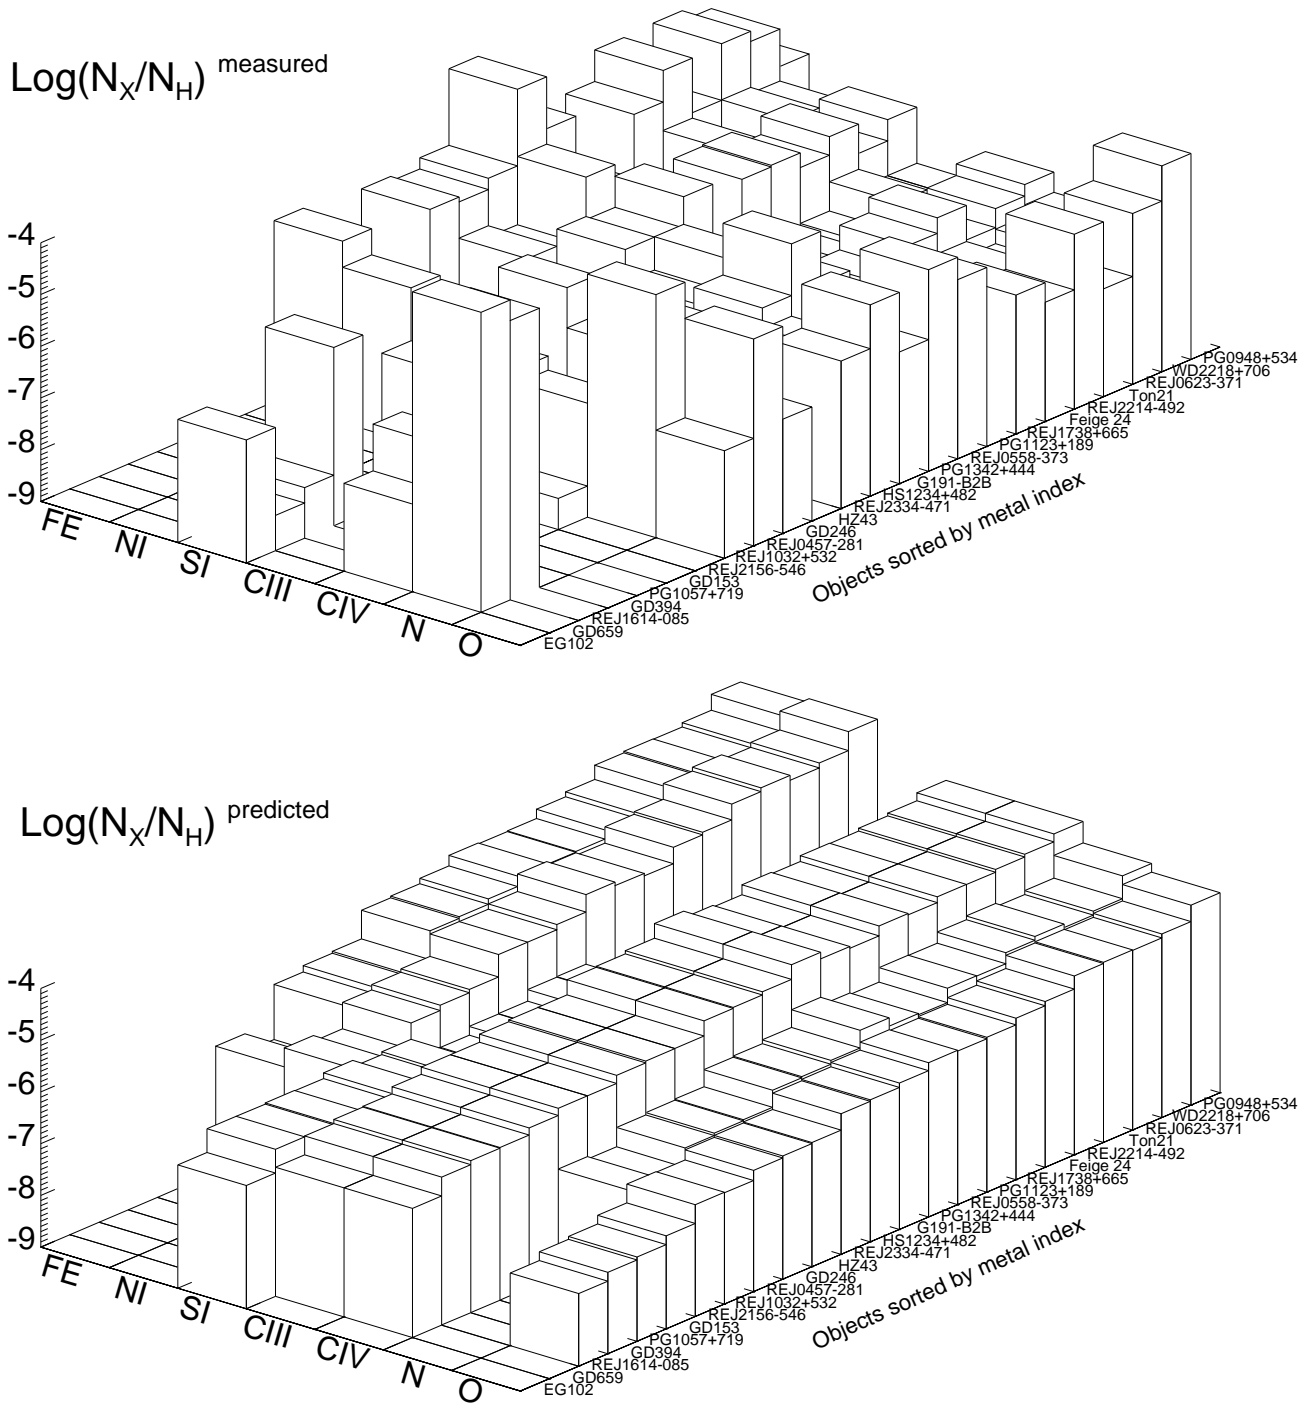 Log(N_X/N_H) measured
-4
-5
-6
-7
-8
-9
FE
NI
SI
CIII
CIV
N
O
PG0948+534
WD2218+706
REJ0623-371
Ton21
REJ2214-492
Feige 24
REJ1738+665
PG1123+189
REJ0558-373
PG1342+444
G191-B2B
HS1234+482
REJ2334-471
HZ43
GD246
REJ0457-281
REJ1032+532
REJ2156-546
GD153
PG1057+719
GD394
REJ1614-085
GD659
EG102
Objects sorted by metal index
Log(N_X/N_H) predicted
-4
-5
-6
-7
-8
-9
FE
NI
SI
CIII
CIV
N
O
PG0948+534
WD2218+706
REJ0623-371
Ton21
REJ2214-492
Feige 24
REJ1738+665
PG1123+189
REJ0558-373
PG1342+444
G191-B2B
HS1234+482
REJ2334-471
HZ43
GD246
REJ0457-281
REJ1032+532
REJ2156-546
GD153
PG1057+719
GD394
REJ1614-085
GD659
EG102
Objects sorted by metal index